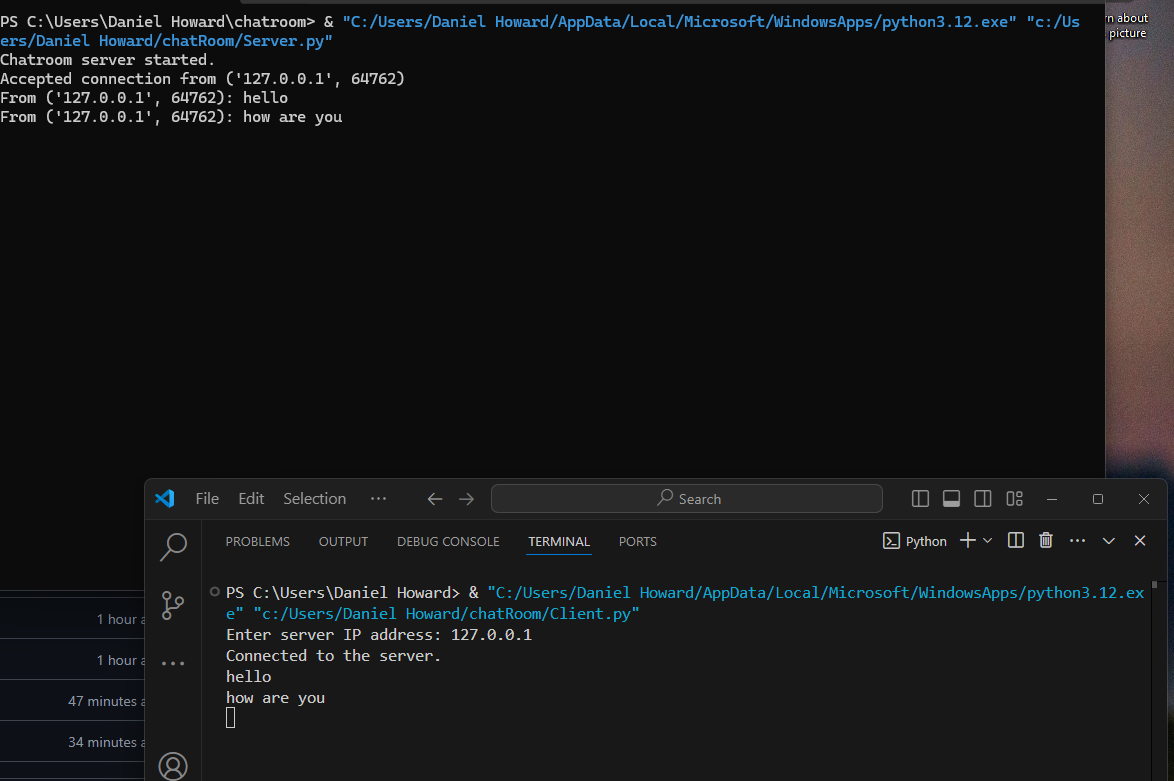 PS C:\Users\Daniel Howard\chatroom> & "C:/Users/Daniel Howard/AppData/Local/Microsoft/WindowsApps/python3.12.exe" "c:/Us
ers/Daniel Howard/chatRoom/Server.py"
Chatroom server started.
Accepted connection from ('127.0.0.1', 64762)
From ('127.0.0.1', 64762): hello
From ('127.0.0.1', 64762): how are you
about
picture
File Edit Selection ... Search
PROBLEMS OUTPUT DEBUG CONSOLE TERMINAL PORTS Python ...
PS C:\Users\Daniel Howard> & "C:/Users/Daniel Howard/AppData/Local/Microsoft/WindowsApps/python3.12.ex
e" "c:/Users/Daniel Howard/chatRoom/Client.py"
Enter server IP address: 127.0.0.1
Connected to the server.
hello
how are you
1 hour a
1 hour a
47 minutes a
34 minutes a